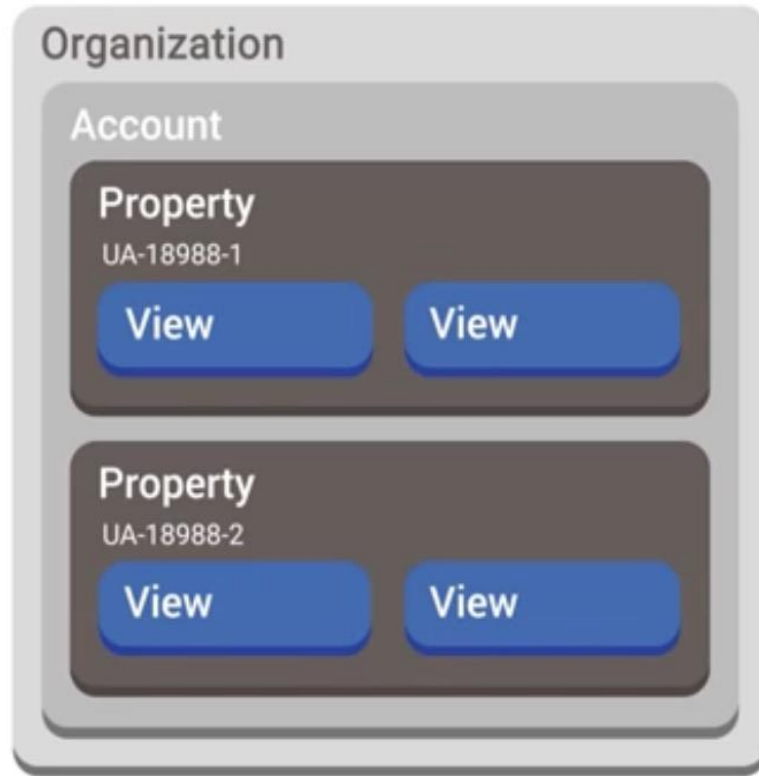 Organization
Account
Property
UA-18988-1
View View
Property
UA-18988-2
View View